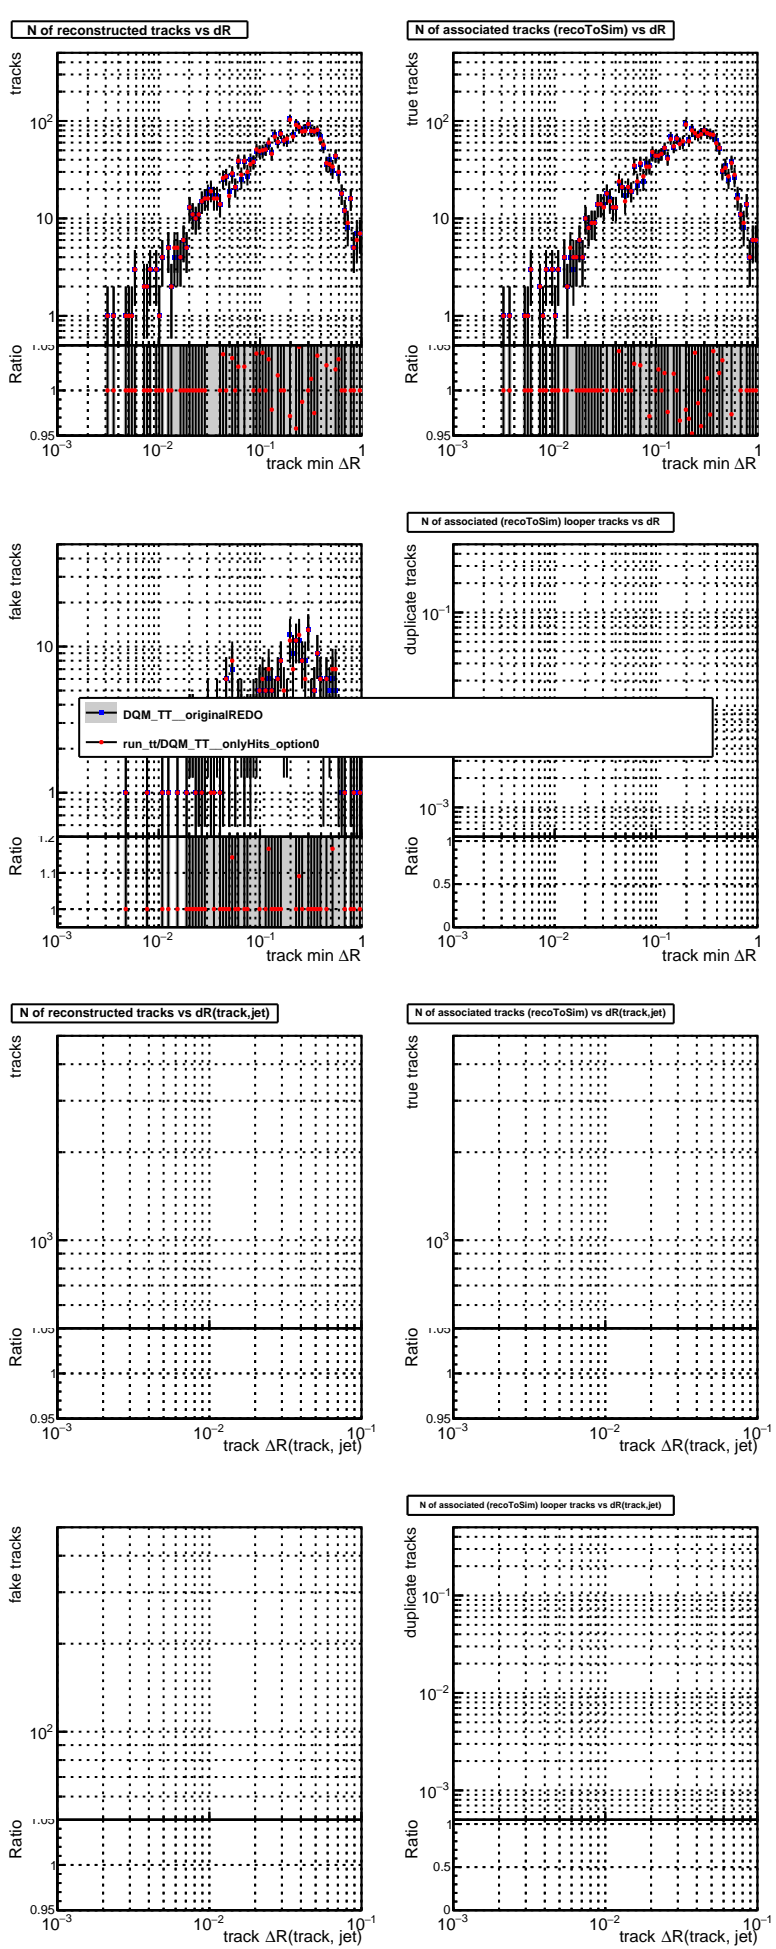 N of reconstructed tracks vs dR
tracks
10²
10
1
1.05
Ratio
1
0.95
10⁻³
10⁻²
10⁻¹
1
track min ΔR
N of associated tracks (recoToSim) vs dR
true tracks
10²
10
1
1.05
Ratio
1
0.95
10⁻³
10⁻²
10⁻¹
1
track min ΔR
fake tracks
10
1
1.2
Ratio
1.1
1
10⁻³
10⁻²
10⁻¹
1
track min ΔR
N of associated (recoToSim) looper tracks vs dR
duplicate tracks
10⁻¹
10⁻³
1
Ratio
0.5
0
10⁻³
10⁻²
10⁻¹
1
track min ΔR
DQM_TT__originalREDO
run_tt/DQM_TT__onlyHits_option0
N of reconstructed tracks vs dR(track,jet)
tracks
10³
1.05
Ratio
1
0.95
10⁻³
10⁻²
10⁻¹
track ΔR(track, jet)
N of associated tracks (recoToSim) vs dR(track,jet)
true tracks
10³
1.05
Ratio
1
0.95
10⁻³
10⁻²
10⁻¹
track ΔR(track, jet)
fake tracks
10²
1.05
Ratio
1
0.95
10⁻³
10⁻²
10⁻¹
track ΔR(track, jet)
N of associated (recoToSim) looper tracks vs dR(track,jet)
duplicate tracks
10⁻¹
10⁻²
10⁻³
1
Ratio
0.5
0
10⁻³
10⁻²
10⁻¹
track ΔR(track, jet)